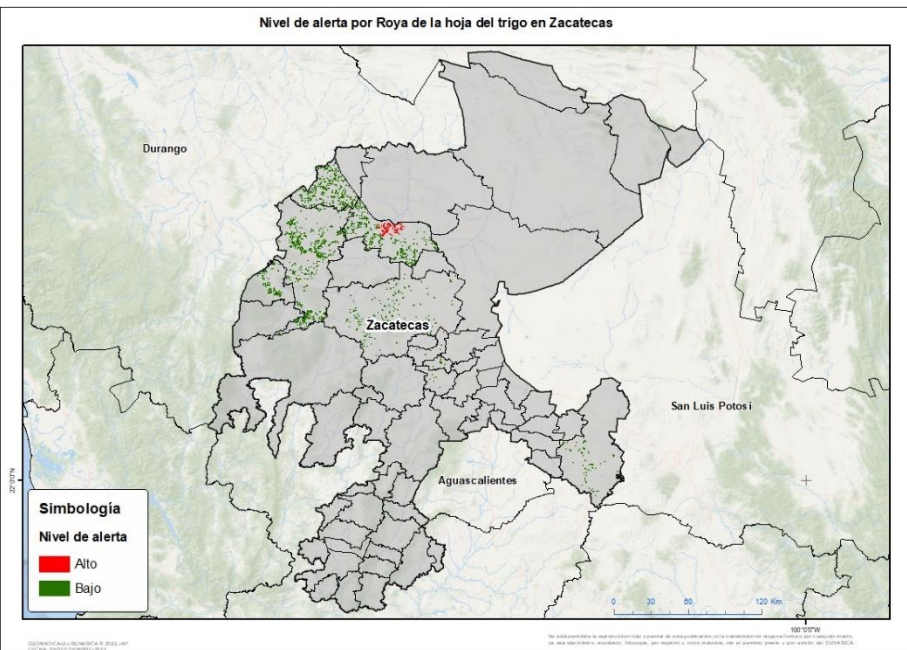 Nivel de alerta por Roya de la hoja del trigo en Zacatecas
Durango
Zacatecas
San Luis Potosí
Aguascalientes
22°0'0"N
Simbología
Nivel de alerta
Alto
Bajo
0 30 60 120 Km
100°0'0"W